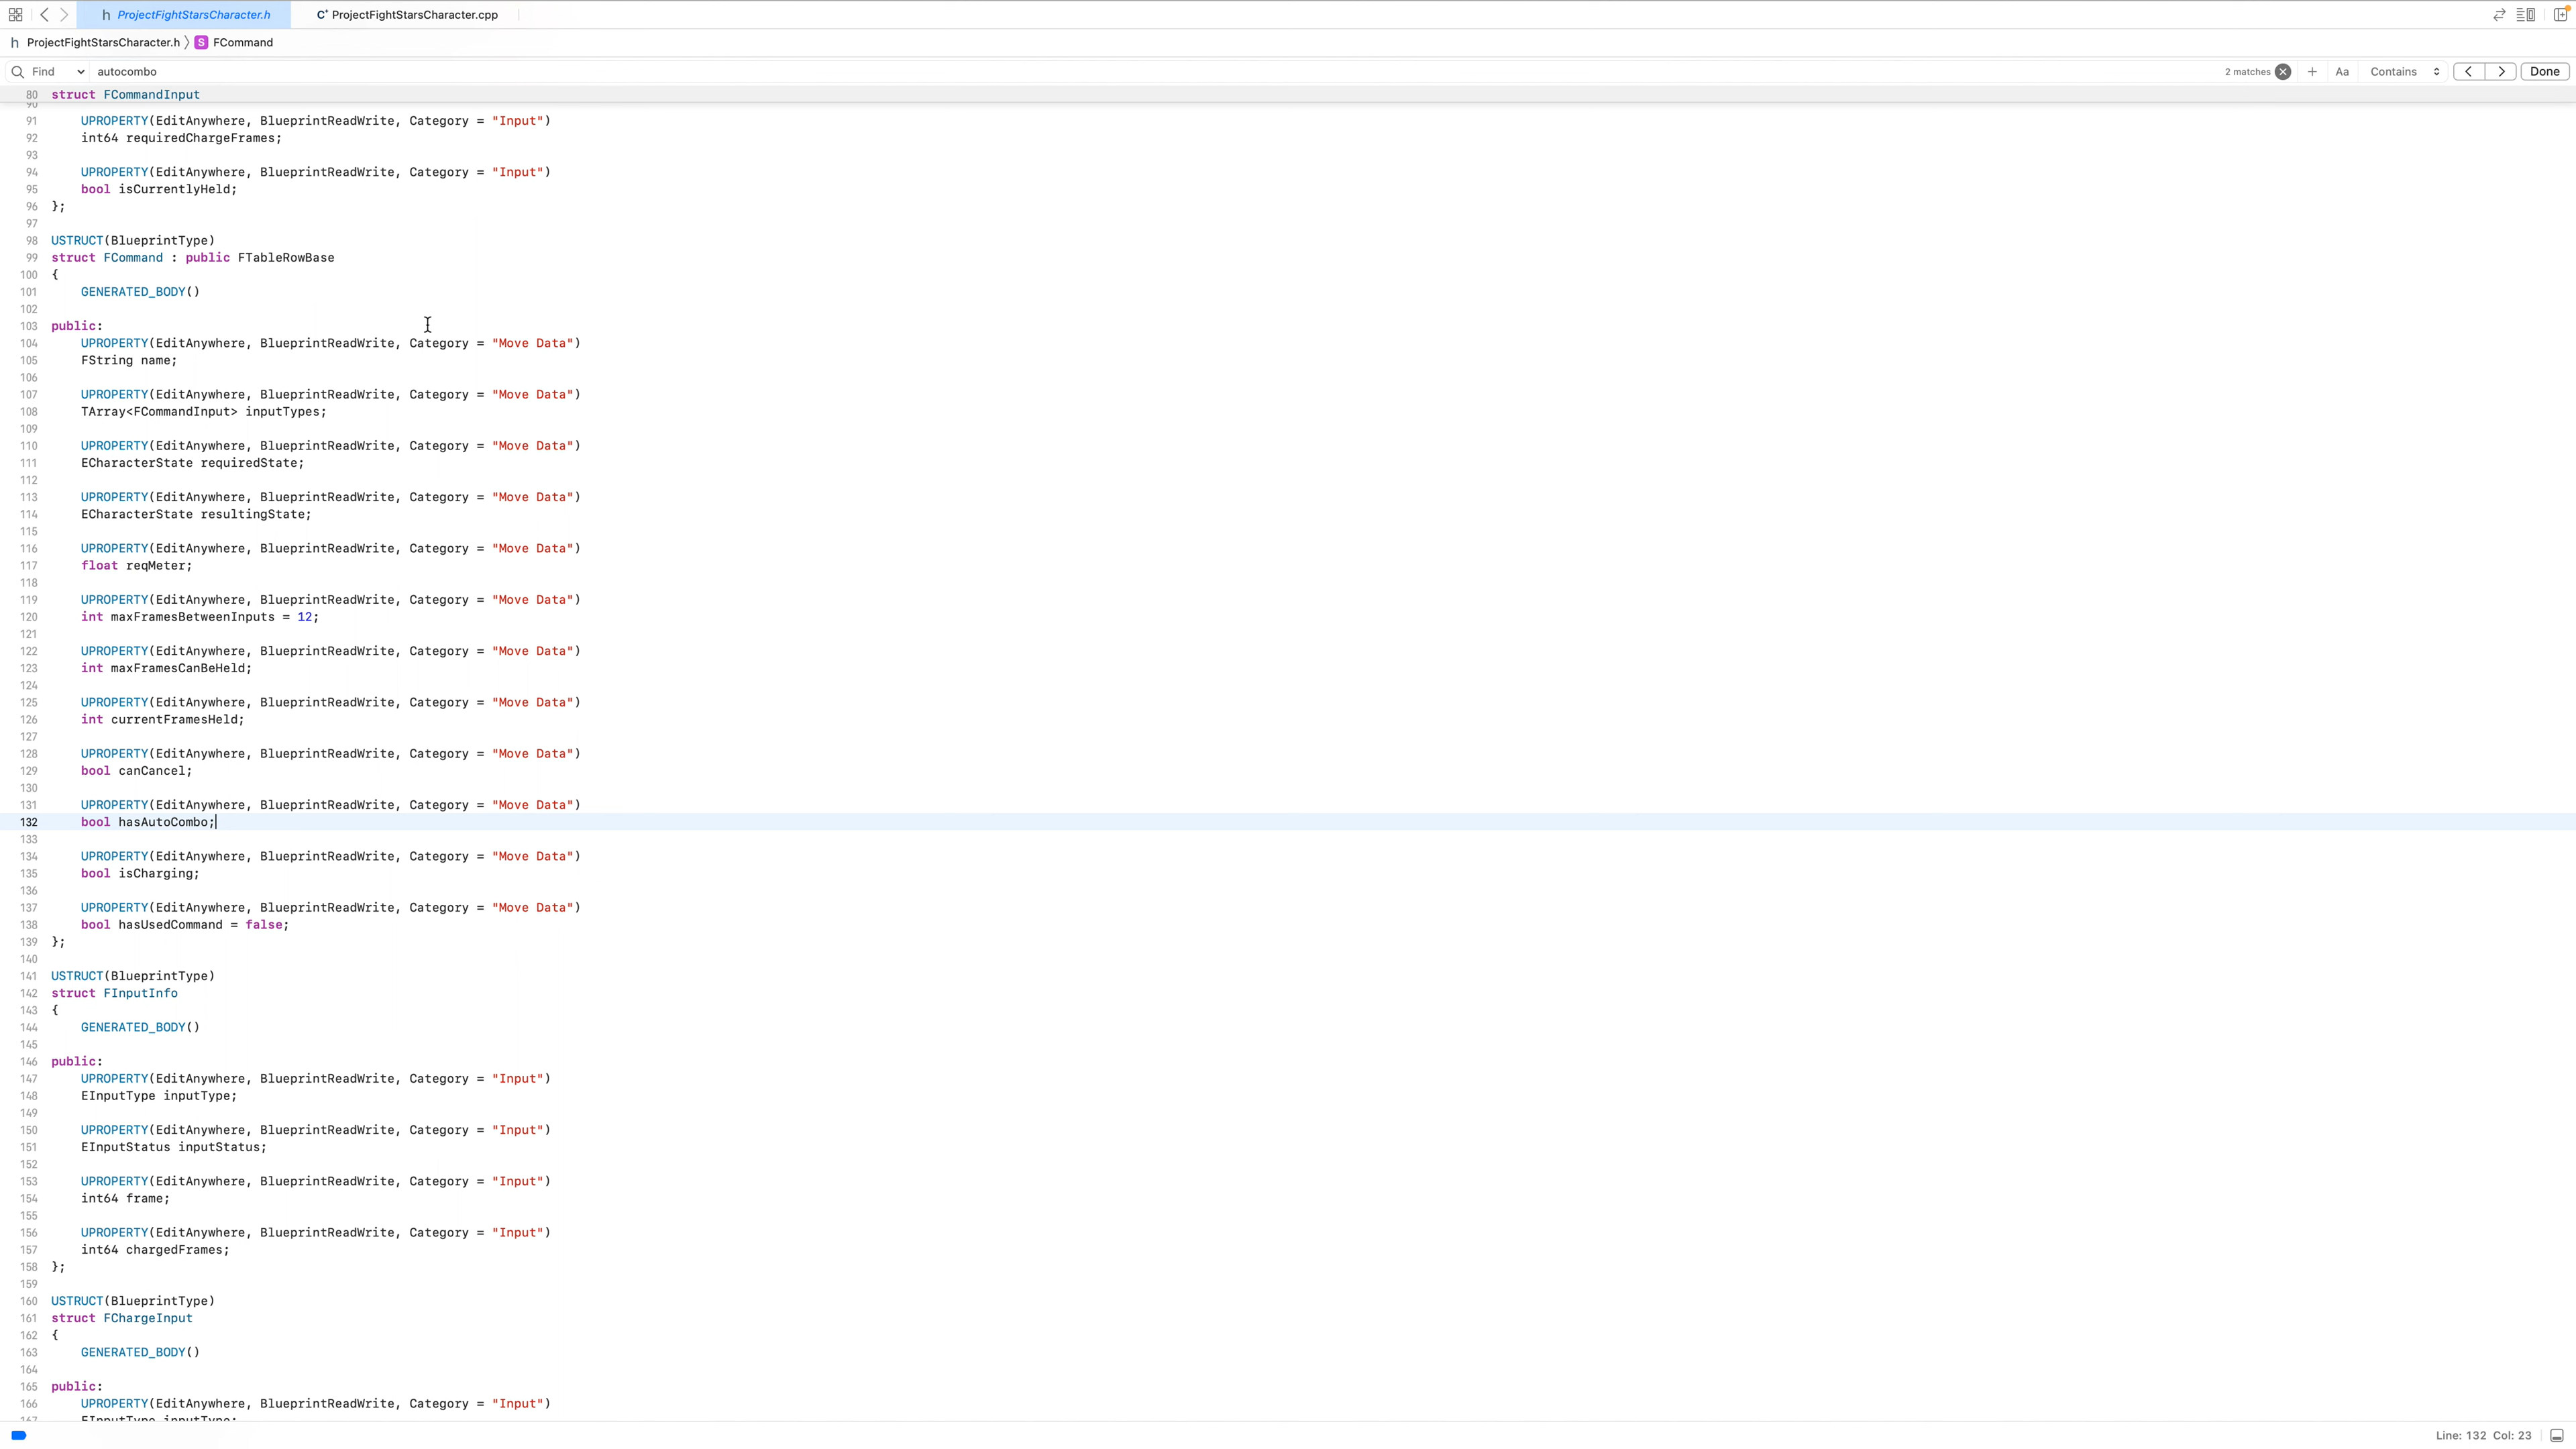 ProjectFightStarsCharacter.h
ProjectFightStarsCharacter.cpp
ProjectFightStarsCharacter.h
FCommand
Find
autocombo
2 matches
Aa
Contains
Done
80 struct FCommandInput
90
91 UPROPERTY(EditAnywhere, BlueprintReadWrite, Category = "Input")
92 int64 requiredChargeFrames;
93
94 UPROPERTY(EditAnywhere, BlueprintReadWrite, Category = "Input")
95 bool isCurrentlyHeld;
96 };
97
98 USTRUCT(BlueprintType)
99 struct FCommand : public FTableRowBase
100 {
101 GENERATED_BODY()
102
103 public:
104 UPROPERTY(EditAnywhere, BlueprintReadWrite, Category = "Move Data")
105 FString name;
106
107 UPROPERTY(EditAnywhere, BlueprintReadWrite, Category = "Move Data")
108 TArray<FCommandInput> inputTypes;
109
110 UPROPERTY(EditAnywhere, BlueprintReadWrite, Category = "Move Data")
111 ECharacterState requiredState;
112
113 UPROPERTY(EditAnywhere, BlueprintReadWrite, Category = "Move Data")
114 ECharacterState resultingState;
115
116 UPROPERTY(EditAnywhere, BlueprintReadWrite, Category = "Move Data")
117 float reqMeter;
118
119 UPROPERTY(EditAnywhere, BlueprintReadWrite, Category = "Move Data")
120 int maxFramesBetweenInputs = 12;
121
122 UPROPERTY(EditAnywhere, BlueprintReadWrite, Category = "Move Data")
123 int maxFramesCanBeHeld;
124
125 UPROPERTY(EditAnywhere, BlueprintReadWrite, Category = "Move Data")
126 int currentFramesHeld;
127
128 UPROPERTY(EditAnywhere, BlueprintReadWrite, Category = "Move Data")
129 bool canCancel;
130
131 UPROPERTY(EditAnywhere, BlueprintReadWrite, Category = "Move Data")
132 bool hasAutoCombo;
133
134 UPROPERTY(EditAnywhere, BlueprintReadWrite, Category = "Move Data")
135 bool isCharging;
136
137 UPROPERTY(EditAnywhere, BlueprintReadWrite, Category = "Move Data")
138 bool hasUsedCommand = false;
139 };
140
141 USTRUCT(BlueprintType)
142 struct FInputInfo
143 {
144 GENERATED_BODY()
145
146 public:
147 UPROPERTY(EditAnywhere, BlueprintReadWrite, Category = "Input")
148 EInputType inputType;
149
150 UPROPERTY(EditAnywhere, BlueprintReadWrite, Category = "Input")
151 EInputStatus inputStatus;
152
153 UPROPERTY(EditAnywhere, BlueprintReadWrite, Category = "Input")
154 int64 frame;
155
156 UPROPERTY(EditAnywhere, BlueprintReadWrite, Category = "Input")
157 int64 chargedFrames;
158 };
159
160 USTRUCT(BlueprintType)
161 struct FChargeInput
162 {
163 GENERATED_BODY()
164
165 public:
166 UPROPERTY(EditAnywhere, BlueprintReadWrite, Category = "Input")
167 EInputType inputType;
Line: 132 Col: 23